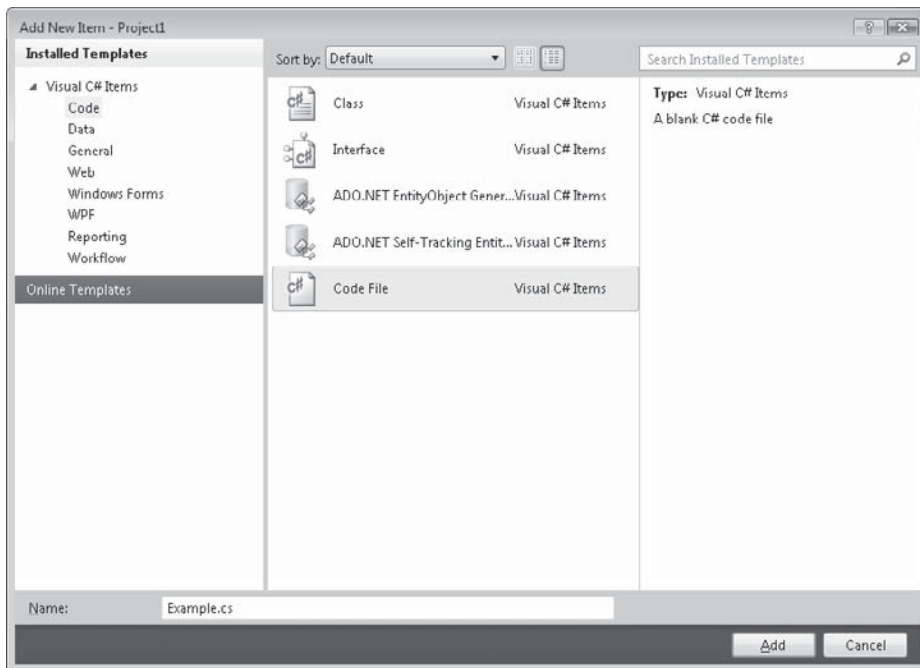 Add New Item - Project1
Installed Templates
Visual C# Items
Code
Data
General
Web
Windows Forms
WPF
Reporting
Workflow
Online Templates
Sort by: Default
Class Visual C# Items
Interface Visual C# Items
ADO.NET EntityObject Gener... Visual C# Items
ADO.NET Self-Tracking Entit... Visual C# Items
Code File Visual C# Items
Search Installed Templates
Type: Visual C# Items
A blank C# code file
Name: Example.cs
Add Cancel